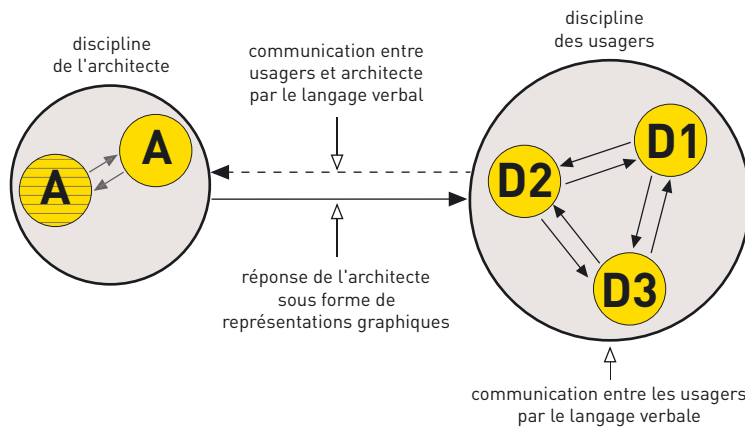 discipline
de l'architecte
communication entre
usagers et architecte
par le langage verbal
discipline
des usagers
A
A
D1
D2
D3
réponse de l'architecte
sous forme de
représentations graphiques
communication entre les usagers
par le langage verbale